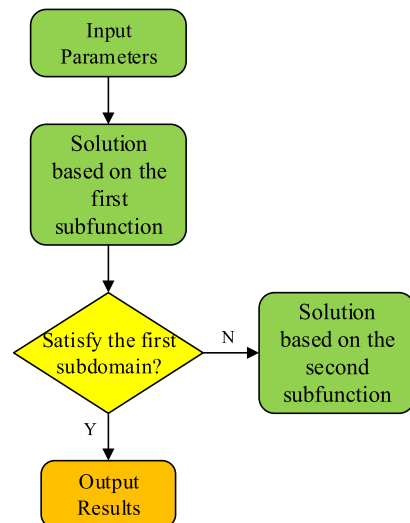 Input
Parameters
Solution
based on the
first
subfunction
Satisfy the first
subdomain?
N
Solution
based on the
second
subfunction
Y
Output
Results